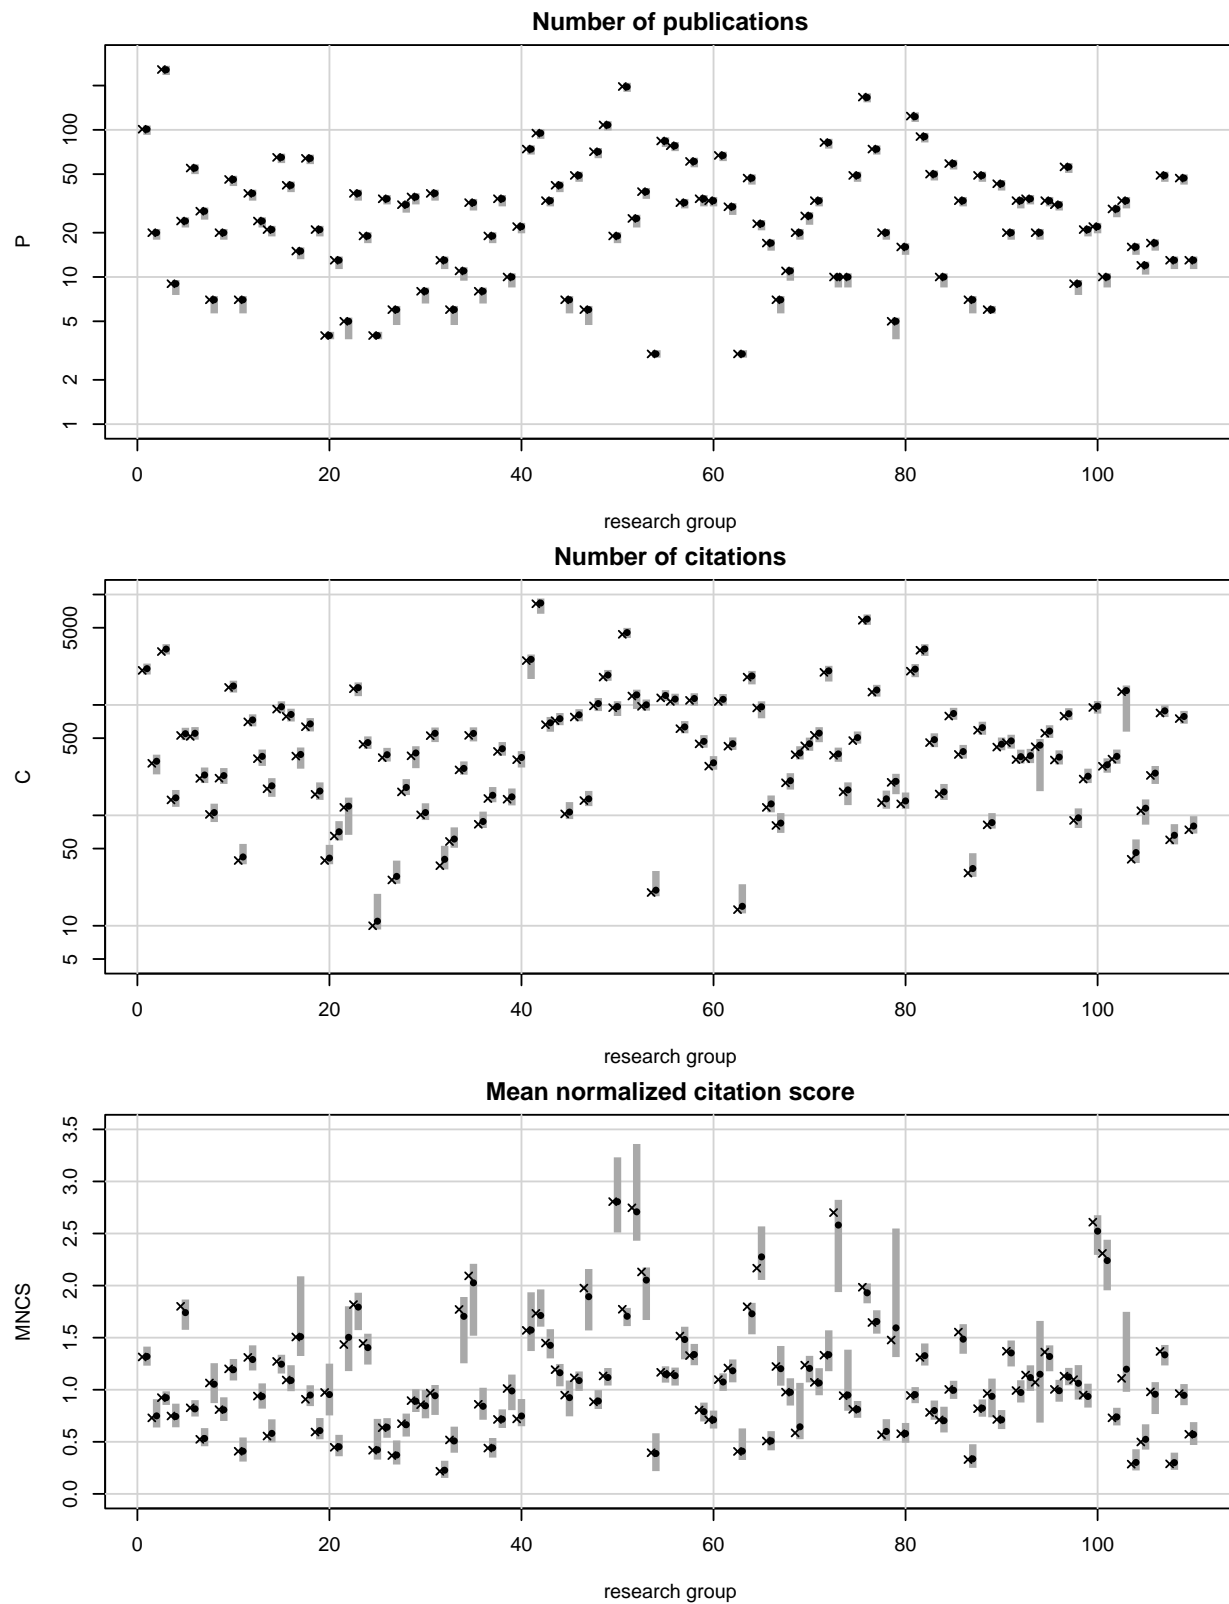 Number of publications
P
100
50
20
10
5
2
1
0 20 40 60 80 100
research group
Number of citations
C
5000
500
50
10
5
0 20 40 60 80 100
research group
Mean normalized citation score
MNCS
3.5
3.0
2.5
2.0
1.5
1.0
0.5
0.0
0 20 40 60 80 100
research group